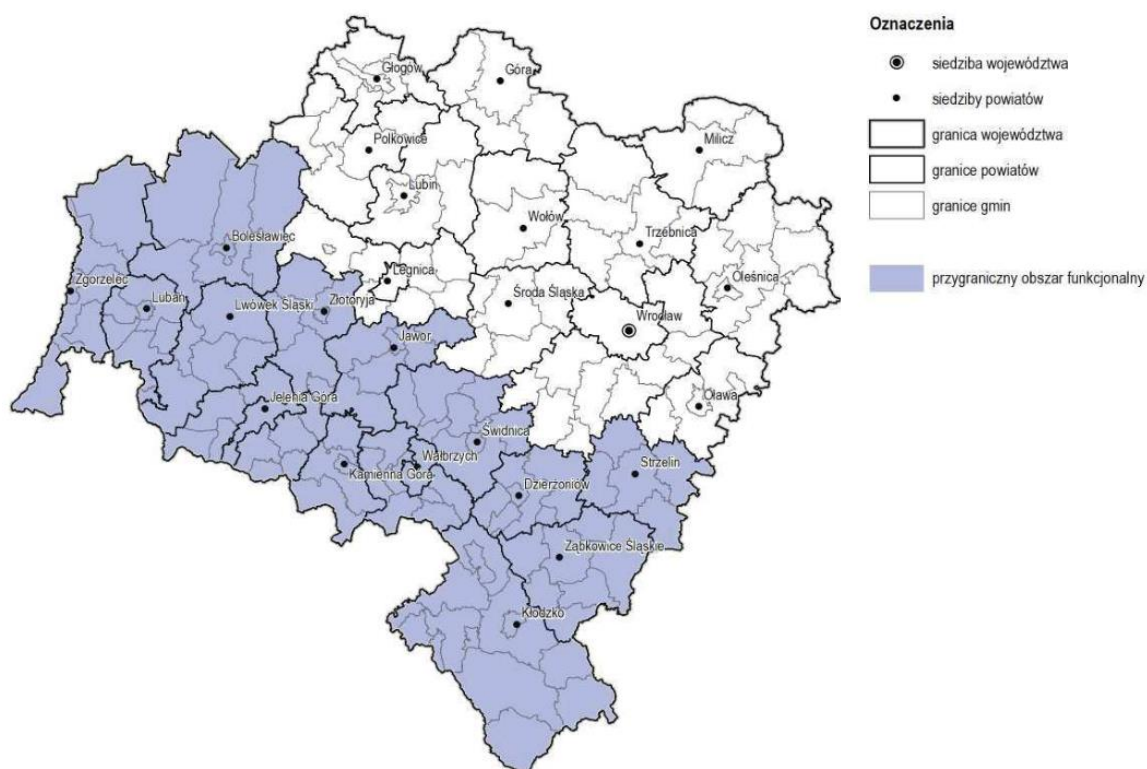 Oznaczenia
siedziba województwa
siedziby powiatów
granica województwa
granice powiatów
granice gmin
przygraniczny obszar funkcjonalny
Głogów
Góra
Polkowice
Milicz
Lubin
Wołów
Trzebnica
Bolesławiec
Legnica
Oleśnica
Zgorzelec
Lubań
Lwówek Śląski
Złotoryja
Środa Śląska
Wrocław
Jawor
Jelenia Góra
Oława
Świdnica
Wałbrzych
Kamienna Góra
Strzelin
Dzierżoniów
Ząbkowice Śląskie
Kłodzko